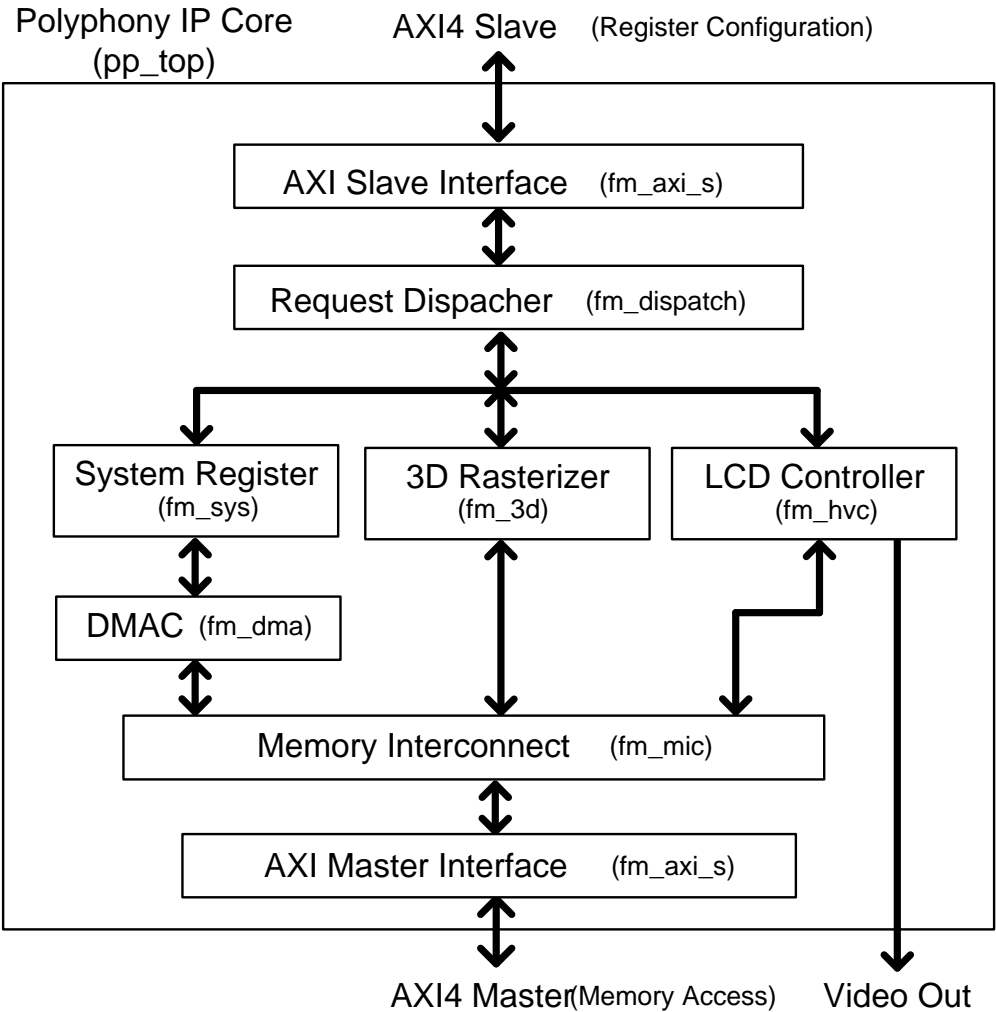 Polyphony IP Core
(pp_top)
AXI4 Slave (Register Configuration)
AXI Slave Interface (fm_axi_s)
Request Dispacher (fm_dispatch)
System Register
(fm_sys)
3D Rasterizer
(fm_3d)
LCD Controller
(fm_hvc)
DMAC (fm_dma)
Memory Interconnect (fm_mic)
AXI Master Interface (fm_axi_s)
AXI4 Master(Memory Access)
Video Out